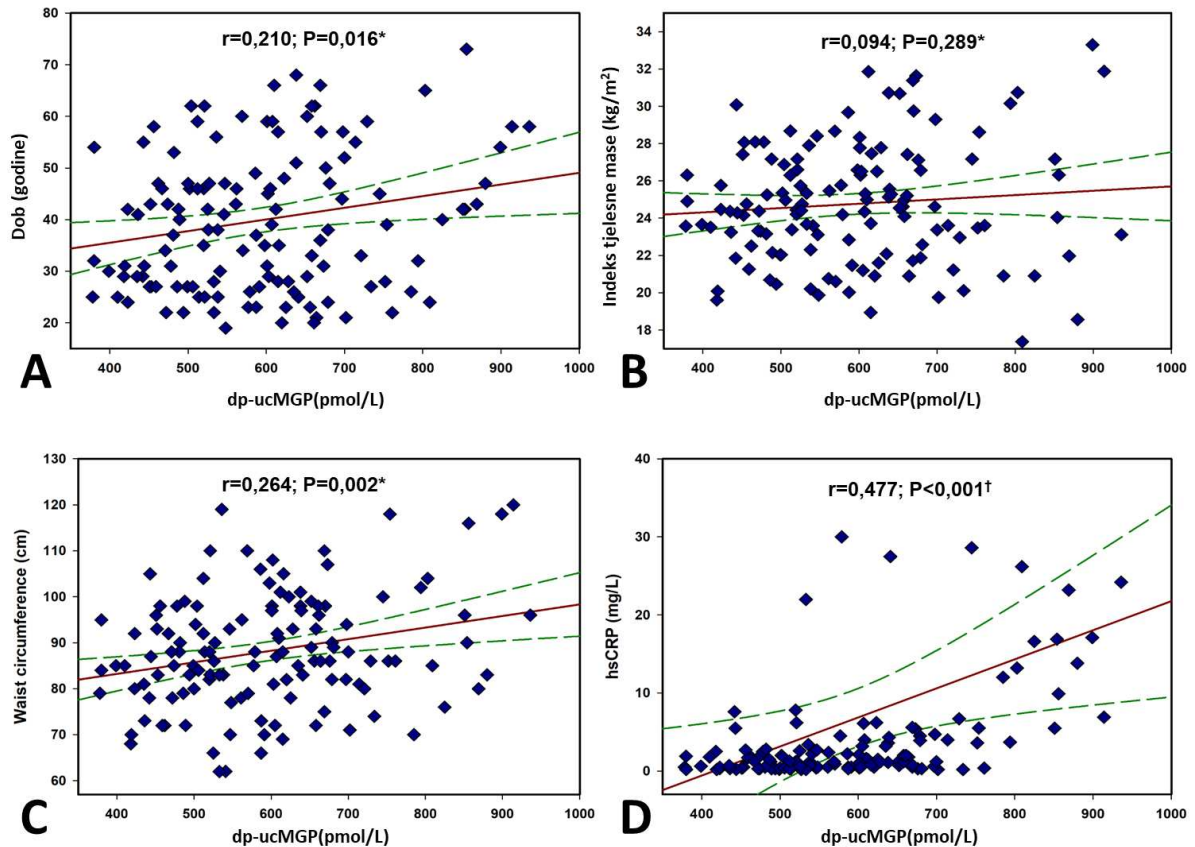 r=0,210; P=0,016*
Dob (godine)
80
70
60
50
40
30
20
400 500 600 700 800 900 1000
dp-ucMGP(pmol/L)
A
r=0,094; P=0,289*
Indeks tjelesne mase (kg/m²)
34
32
30
28
26
24
22
20
18
400 500 600 700 800 900 1000
dp-ucMGP(pmol/L)
B
r=0,264; P=0,002*
Waist circumference (cm)
130
120
110
100
90
80
70
60
400 500 600 700 800 900 1000
dp-ucMGP(pmol/L)
C
r=0,477; P<0,001†
hsCRP (mg/L)
40
30
20
10
0
400 500 600 700 800 900 1000
dp-ucMGP(pmol/L)
D